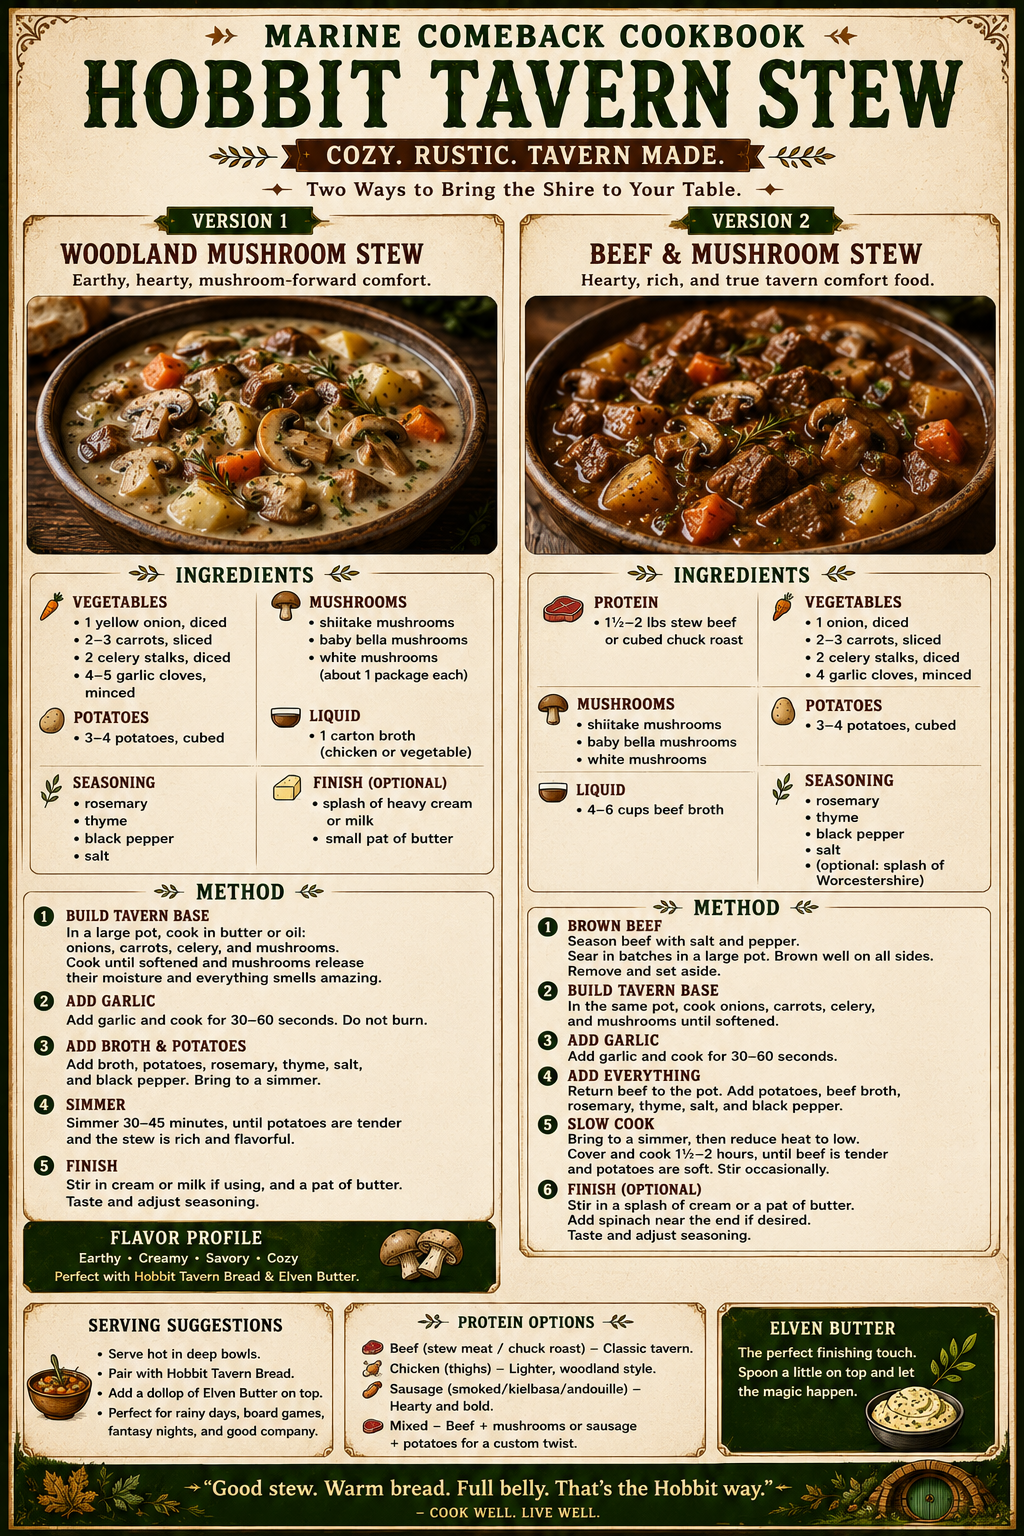 MARINE COMEBACK COOKBOOK
HOBBIT TAVERN STEW
COZY. RUSTIC. TAVERN MADE.
Two Ways to Bring the Shire to Your Table.
VERSION 1
WOODLAND MUSHROOM STEW
Earthy, hearty, mushroom-forward comfort.
INGREDIENTS
VEGETABLES
• 1 yellow onion, diced
• 2–3 carrots, sliced
• 2 celery stalks, diced
• 4–5 garlic cloves,
minced
MUSHROOMS
• shiitake mushrooms
• baby bella mushrooms
• white mushrooms
(about 1 package each)
POTATOES
• 3–4 potatoes, cubed
LIQUID
• 1 carton broth
(chicken or vegetable)
SEASONING
• rosemary
• thyme
• black pepper
• salt
FINISH (OPTIONAL)
• splash of heavy cream
or milk
• small pat of butter
METHOD
1 BUILD TAVERN BASE
In a large pot, cook in butter or oil:
onions, carrots, celery, and mushrooms.
Cook until softened and mushrooms release
their moisture and everything smells amazing.
2 ADD GARLIC
Add garlic and cook for 30–60 seconds. Do not burn.
3 ADD BROTH & POTATOES
Add broth, potatoes, rosemary, thyme, salt,
and black pepper. Bring to a simmer.
4 SIMMER
Simmer 30–45 minutes, until potatoes are tender
and the stew is rich and flavorful.
5 FINISH
Stir in cream or milk if using, and a pat of butter.
Taste and adjust seasoning.
FLAVOR PROFILE
Earthy • Creamy • Savory • Cozy
Perfect with Hobbit Tavern Bread & Elven Butter.
VERSION 2
BEEF & MUSHROOM STEW
Hearty, rich, and true tavern comfort food.
INGREDIENTS
PROTEIN
• 1½–2 lbs stew beef
or cubed chuck roast
VEGETABLES
• 1 onion, diced
• 2–3 carrots, sliced
• 2 celery stalks, diced
• 4 garlic cloves, minced
MUSHROOMS
• shiitake mushrooms
• baby bella mushrooms
• white mushrooms
POTATOES
• 3–4 potatoes, cubed
LIQUID
• 4–6 cups beef broth
SEASONING
• rosemary
• thyme
• black pepper
• salt
• (optional: splash of
Worcestershire)
METHOD
1 BROWN BEEF
Season beef with salt and pepper.
Sear in batches in a large pot. Brown well on all sides.
Remove and set aside.
2 BUILD TAVERN BASE
In the same pot, cook onions, carrots, celery,
and mushrooms until softened.
3 ADD GARLIC
Add garlic and cook for 30–60 seconds.
4 ADD EVERYTHING
Return beef to the pot. Add potatoes, beef broth,
rosemary, thyme, salt, and black pepper.
5 SLOW COOK
Bring to a simmer, then reduce heat to low.
Cover and cook 1½–2 hours, until beef is tender
and potatoes are soft. Stir occasionally.
6 FINISH (OPTIONAL)
Stir in a splash of cream or a pat of butter.
Add spinach near the end if desired.
Taste and adjust seasoning.
SERVING SUGGESTIONS
• Serve hot in deep bowls.
• Pair with Hobbit Tavern Bread.
• Add a dollop of Elven Butter on top.
• Perfect for rainy days, board games,
fantasy nights, and good company.
PROTEIN OPTIONS
Beef (stew meat / chuck roast) – Classic tavern.
Chicken (thighs) – Lighter, woodland style.
Sausage (smoked/kielbasa/andouille) –
Hearty and bold.
Mixed – Beef + mushrooms or sausage
+ potatoes for a custom twist.
ELVEN BUTTER
The perfect finishing touch.
Spoon a little on top and let
the magic happen.
“Good stew. Warm bread. Full belly. That’s the Hobbit way.”
– COOK WELL. LIVE WELL.